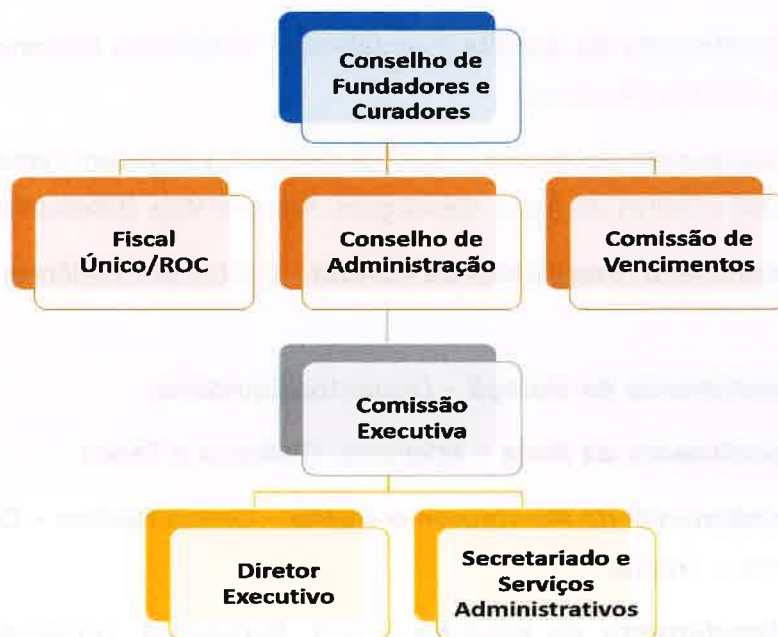 Conselho de
Fundadores e
Curadores
Fiscal
Único/ROC
Conselho de
Administração
Comissão de
Vencimentos
Comissão
Executiva
Diretor
Executivo
Secretariado e
Serviços
Administrativos